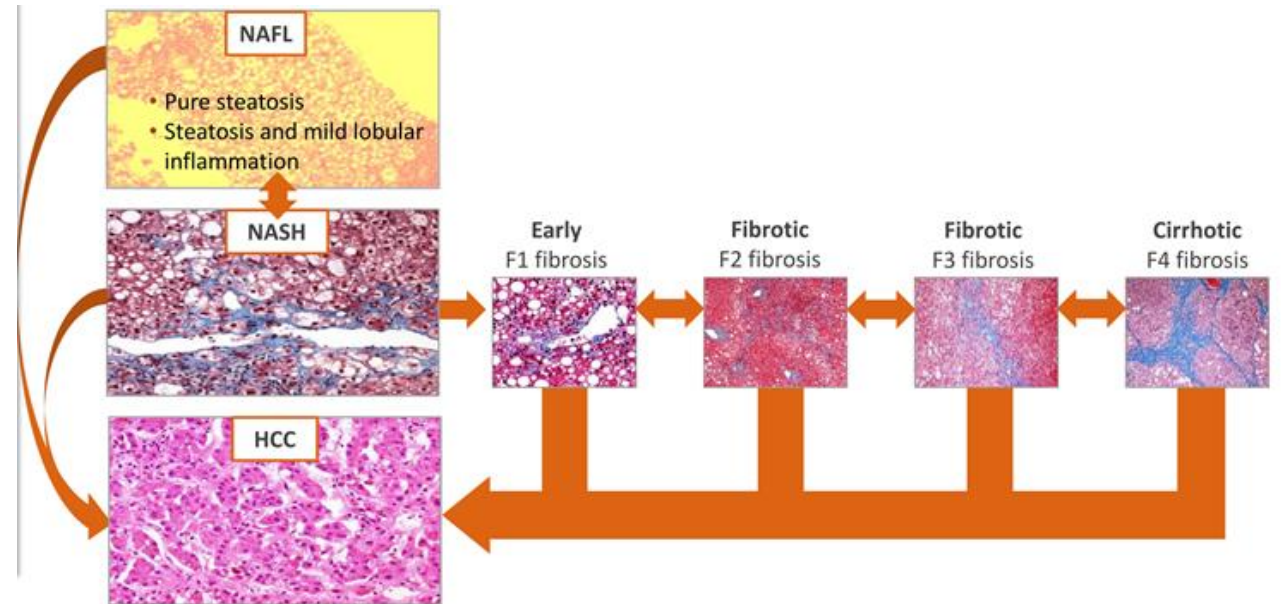 NAFL
• Pure steatosis
• Steatosis and mild lobular
inflammation
NASH
Early
F1 fibrosis
Fibrotic
F2 fibrosis
Fibrotic
F3 fibrosis
Cirrhotic
F4 fibrosis
HCC